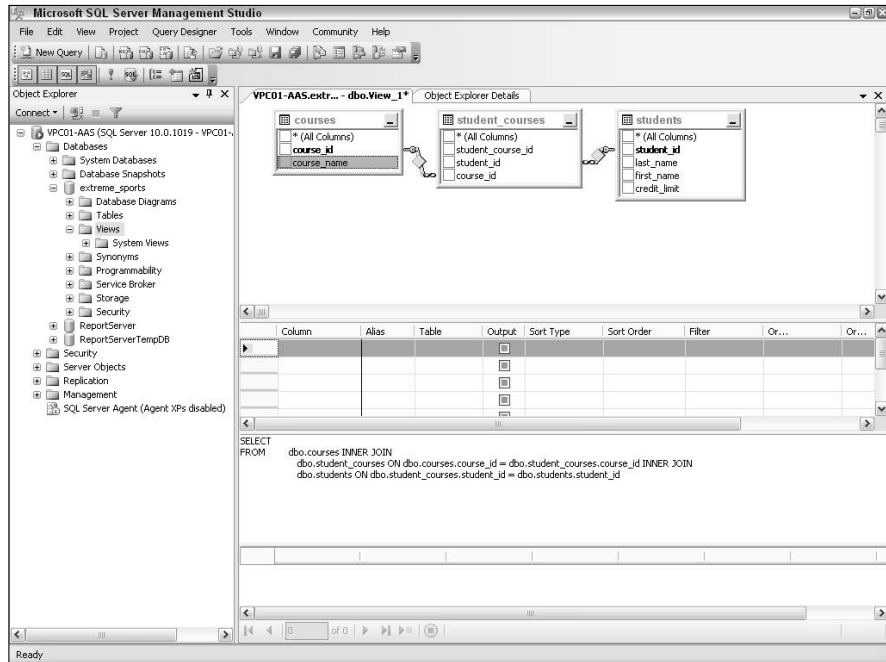 Microsoft SQL Server Management Studio
File Edit View Project Query Designer Tools Window Community Help
New Query
Object Explorer
Connect
VPC01-AAS (SQL Server 10.0.1019 - VPC01-
Databases
System Databases
Database Snapshots
extreme_sports
Database Diagrams
Tables
Views
System Views
Synonyms
Programmability
Service Broker
Storage
Security
ReportServer
ReportServerTempDB
Security
Server Objects
Replication
Management
SQL Server Agent (Agent XPs disabled)
VPC01-AAS.extr... - dbo.View_1* Object Explorer Details
courses
* (All Columns)
course_id
course_name
student_courses
* (All Columns)
student_course_id
student_id
course_id
students
* (All Columns)
student_id
last_name
first_name
credit_limit
Column Alias Table Output Sort Type Sort Order Filter Or... Or...
SELECT
FROM dbo.courses INNER JOIN
dbo.student_courses ON dbo.courses.course_id = dbo.student_courses.course_id INNER JOIN
dbo.students ON dbo.student_courses.student_id = dbo.students.student_id
0 of 0
Ready